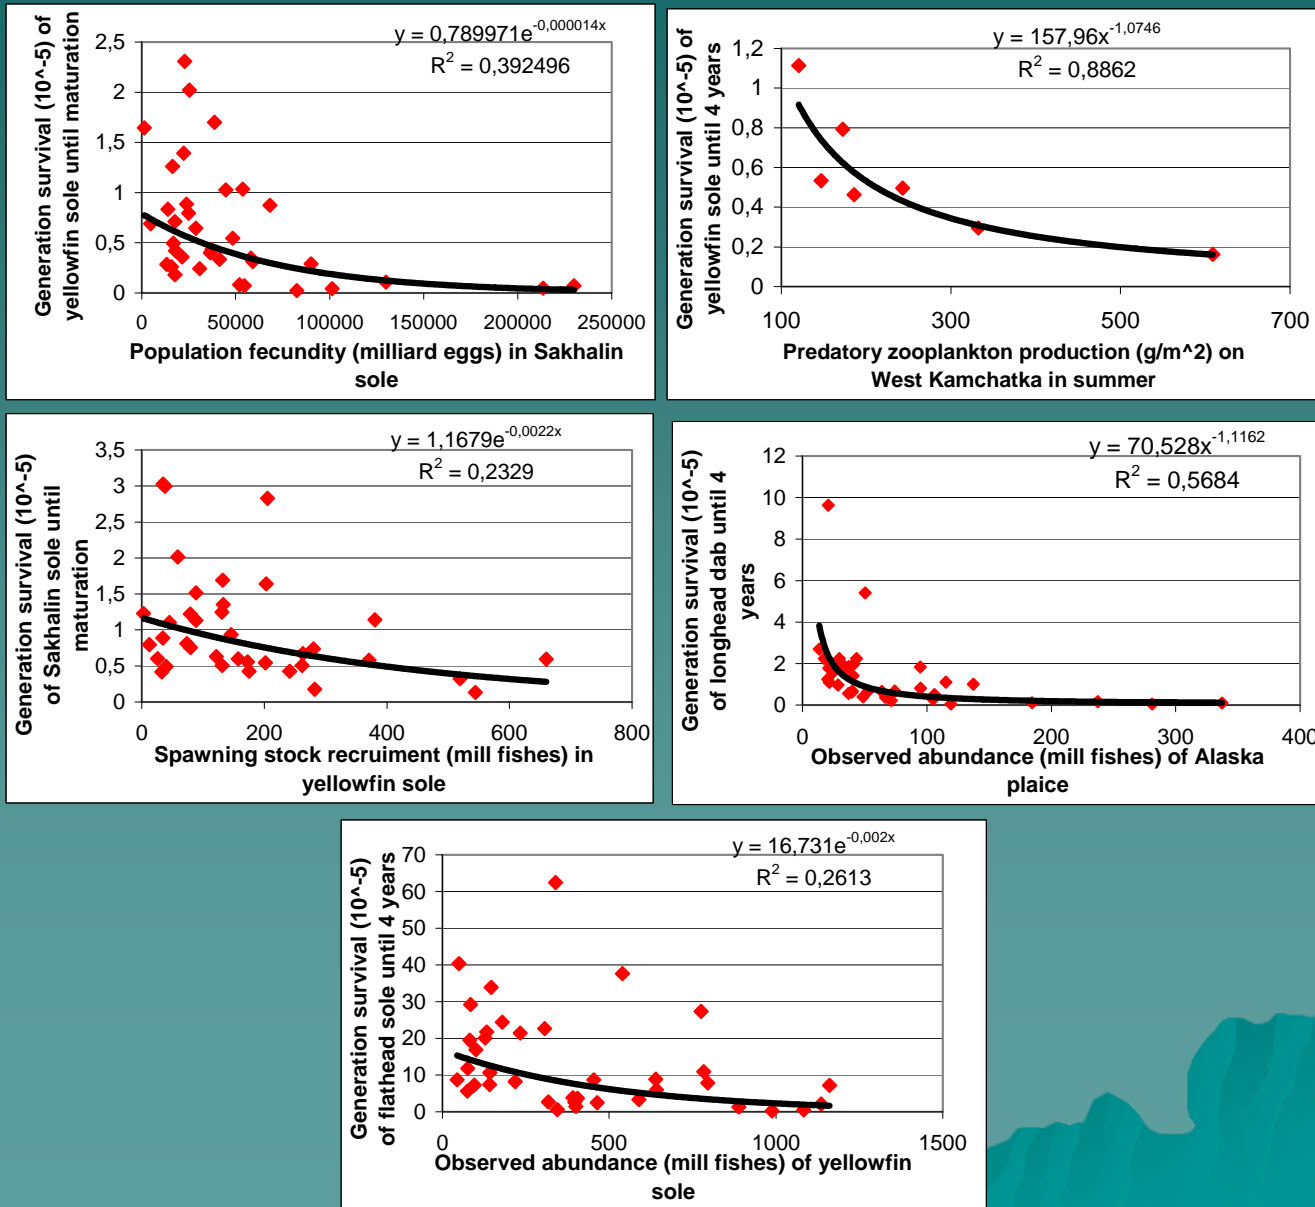 y = 0,789971e^-0,000014x
R² = 0,392496
Generation survival (10^-5) of
yellowfin sole until maturation
2,5
2
1,5
1
0,5
0
0 50000 100000 150000 200000 250000
Population fecundity (milliard eggs) in Sakhalin
sole
y = 157,96x^-1,0746
R² = 0,8862
Generation survival (10^-5) of
yellowfin sole until 4 years
1,2
1
0,8
0,6
0,4
0,2
0
100 300 500 700
Predatory zooplankton production (g/m^2) on
West Kamchatka in summer
y = 1,1679e^-0,0022x
R² = 0,2329
Generation survival (10^-5)
of Sakhalin sole until
maturation
3,5
3
2,5
2
1,5
1
0,5
0
0 200 400 600 800
Spawning stock recruiment (mill fishes) in
yellowfin sole
y = 70,528x^-1,1162
R² = 0,5684
Generation survival (10^-5)
of longhead dab until 4
years
12
10
8
6
4
2
0
0 100 200 300 400
Observed abundance (mill fishes) of Alaska
plaice
y = 16,731e^-0,002x
R² = 0,2613
Generation survival (10^-5)
of flathead sole until 4 years
70
60
50
40
30
20
10
0
0 500 1000 1500
Observed abundance (mill fishes) of yellowfin
sole